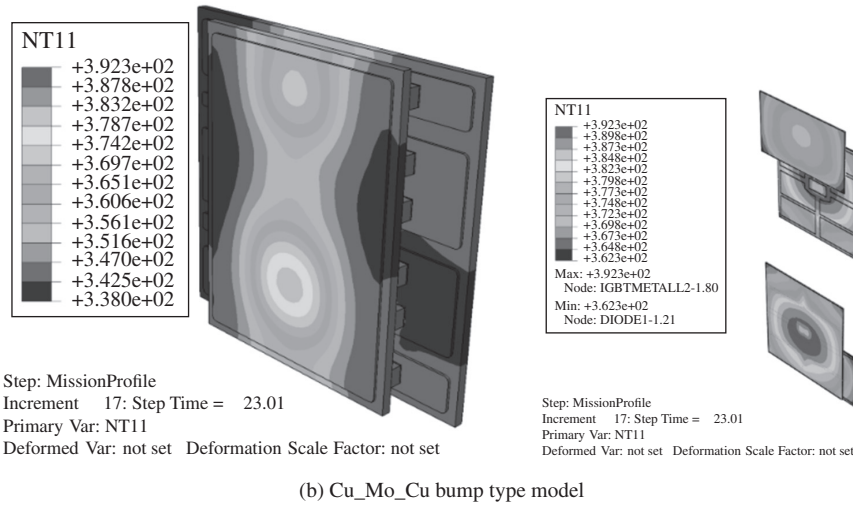 NT11
+3.923e+02
+3.878e+02
+3.832e+02
+3.787e+02
+3.742e+02
+3.697e+02
+3.651e+02
+3.606e+02
+3.561e+02
+3.516e+02
+3.470e+02
+3.425e+02
+3.380e+02
Step: MissionProfile
Increment 17: Step Time = 23.01
Primary Var: NT11
Deformed Var: not set Deformation Scale Factor: not set
NT11
+3.923e+02
+3.898e+02
+3.873e+02
+3.848e+02
+3.823e+02
+3.798e+02
+3.773e+02
+3.748e+02
+3.723e+02
+3.698e+02
+3.673e+02
+3.648e+02
+3.623e+02
Max: +3.923e+02
Node: IGBTMETALL2-1.80
Min: +3.623e+02
Node: DIODE1-1.21
Step: MissionProfile
Increment 17: Step Time = 23.01
Primary Var: NT11
Deformed Var: not set Deformation Scale Factor: not set
(b) Cu_Mo_Cu bump type model